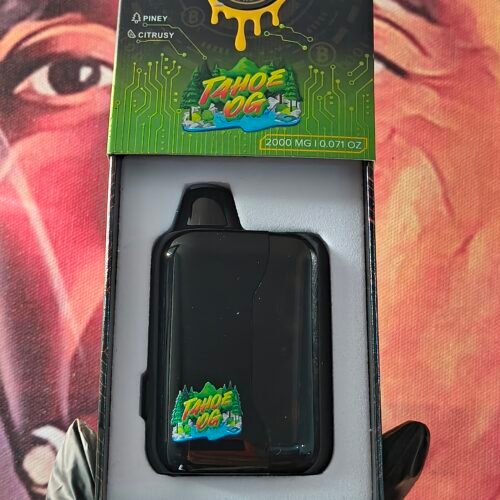 PINEY
CITRUSY
TAHOE
OG
2000 MG | 0.071 OZ
TAHOE
OG